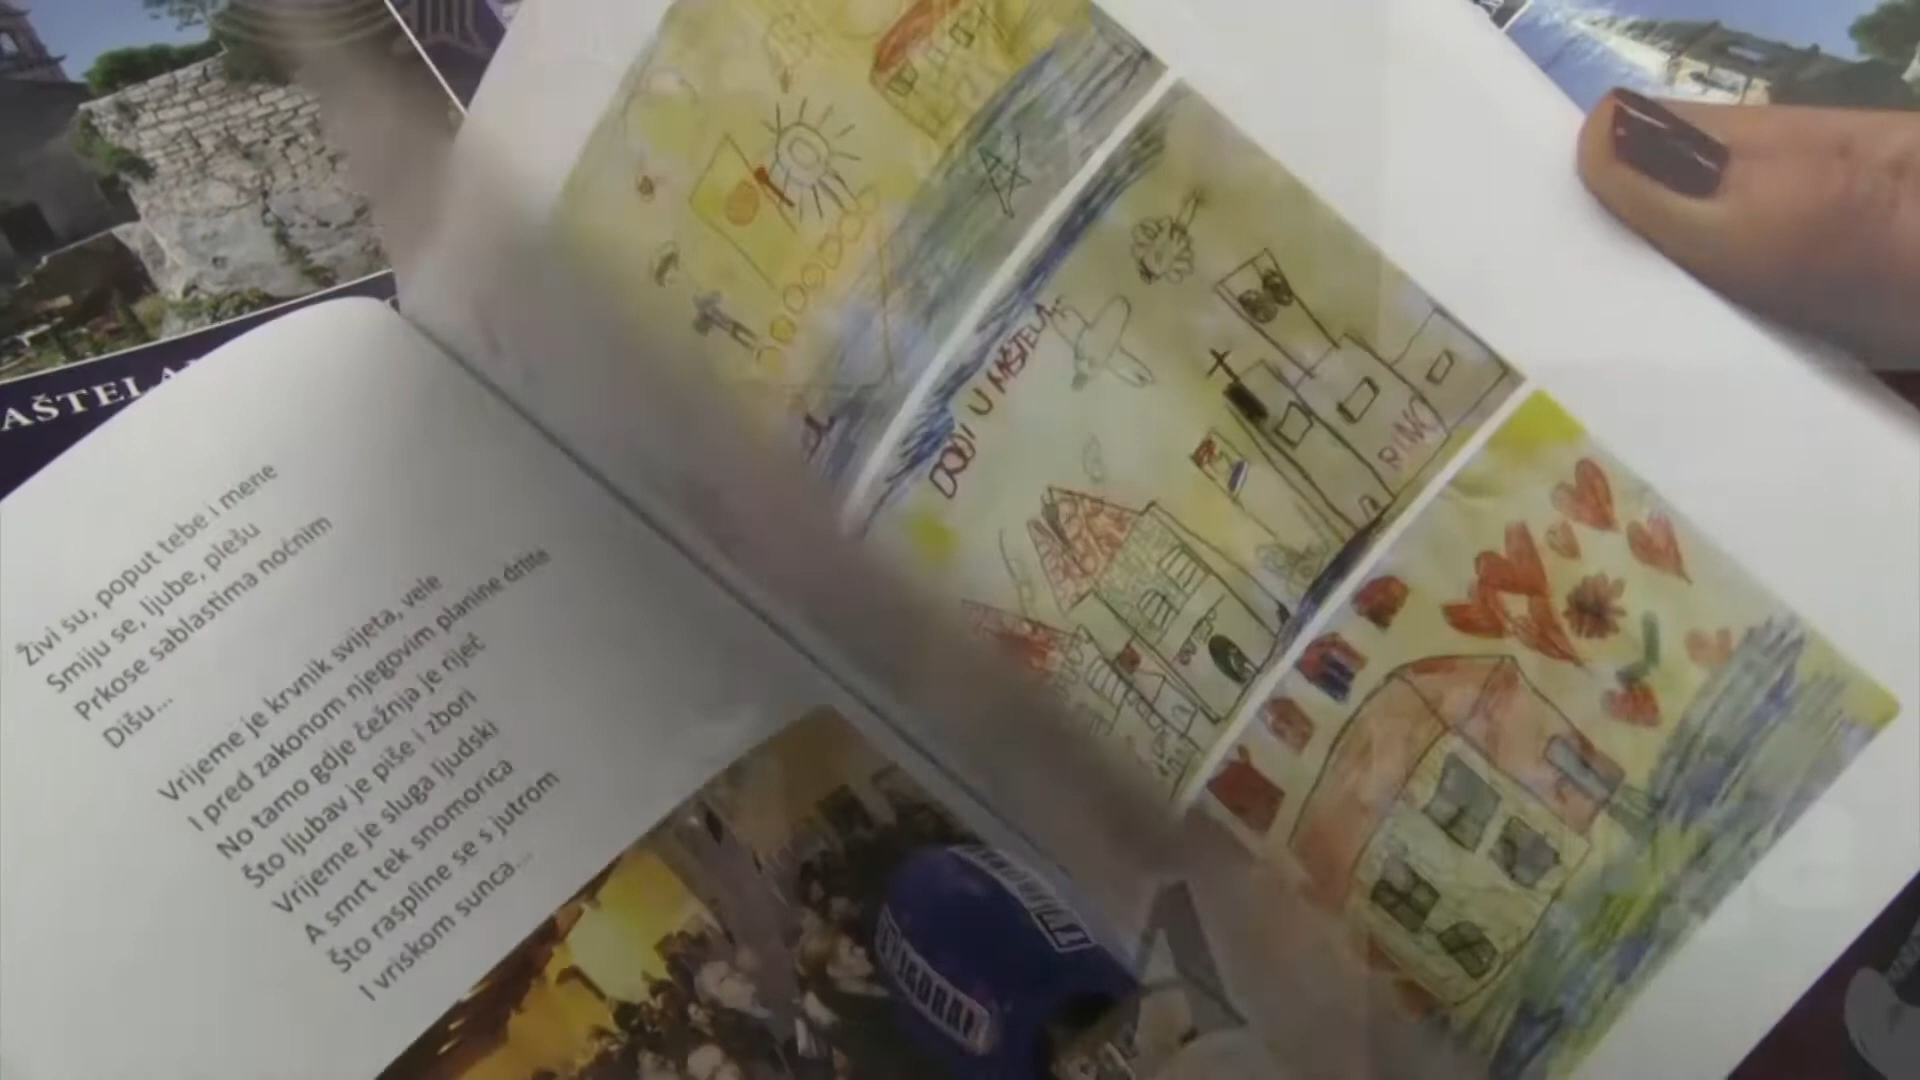 Živi su, poput tebe i mene
Smiju se, ljube, plešu
Prkose sablastima noćnim
Dišu...
Vrijeme je krvnik svijeta, vele
I pred zakonom njegovim planine drhte
No tamo gdje čežnja je riječ
Što ljubav je piše i zbori
Vrijeme je sluga ljudski
A smrt tek snomorica
Što raspline se s jutrom
I vriskom sunca...
DOĐI U KAŠTELA
RINO